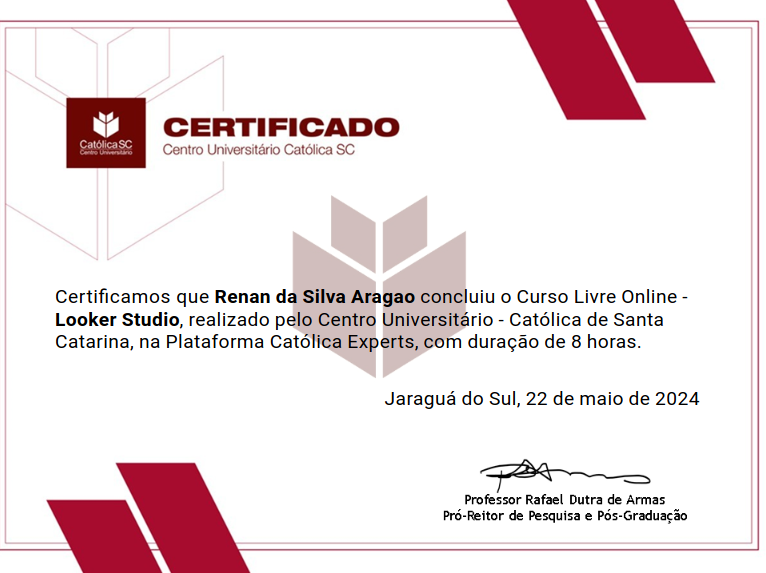 CatólicaSC
Centro Universitário
CERTIFICADO
Centro Universitário Católica SC
Certificamos que Renan da Silva Aragao concluiu o Curso Livre Online -
Looker Studio, realizado pelo Centro Universitário - Católica de Santa
Catarina, na Plataforma Católica Experts, com duração de 8 horas.
Jaraguá do Sul, 22 de maio de 2024
Professor Rafael Dutra de Armas
Pró-Reitor de Pesquisa e Pós-Graduação